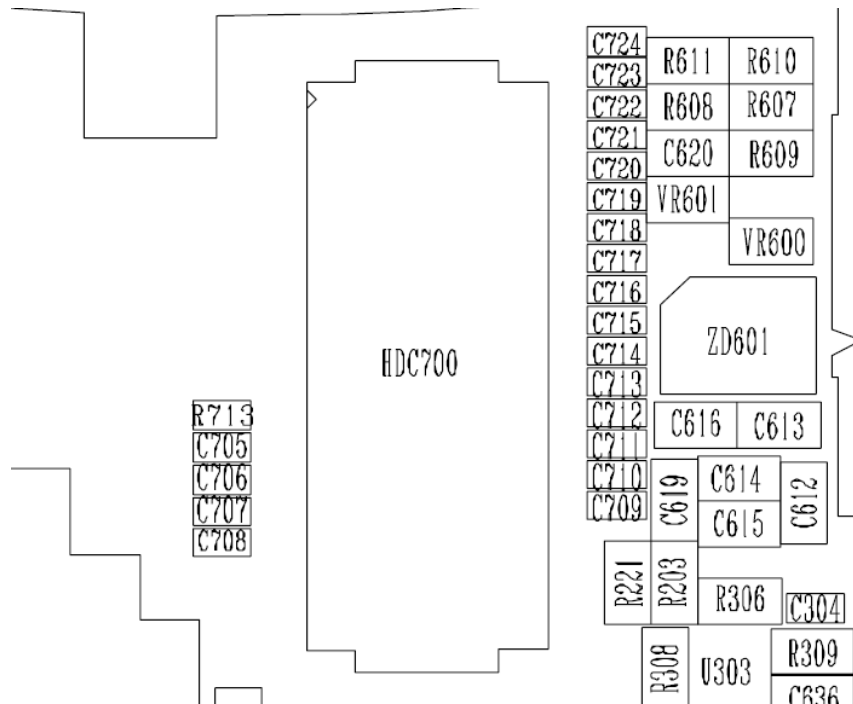 C724
R611 R610
C723
C722 R608 R607
C721
C620 R609
C720
C719 VR601
C718
VR600
C717
C716
C715
ZD601
C714
HDC700
C713
R713 C712 C616 C613
C705 C711
C706 C710 C614
C619 C612
C707 C709
C615
C708
R221 R203 R306 C304
R308 U303 R309
C636